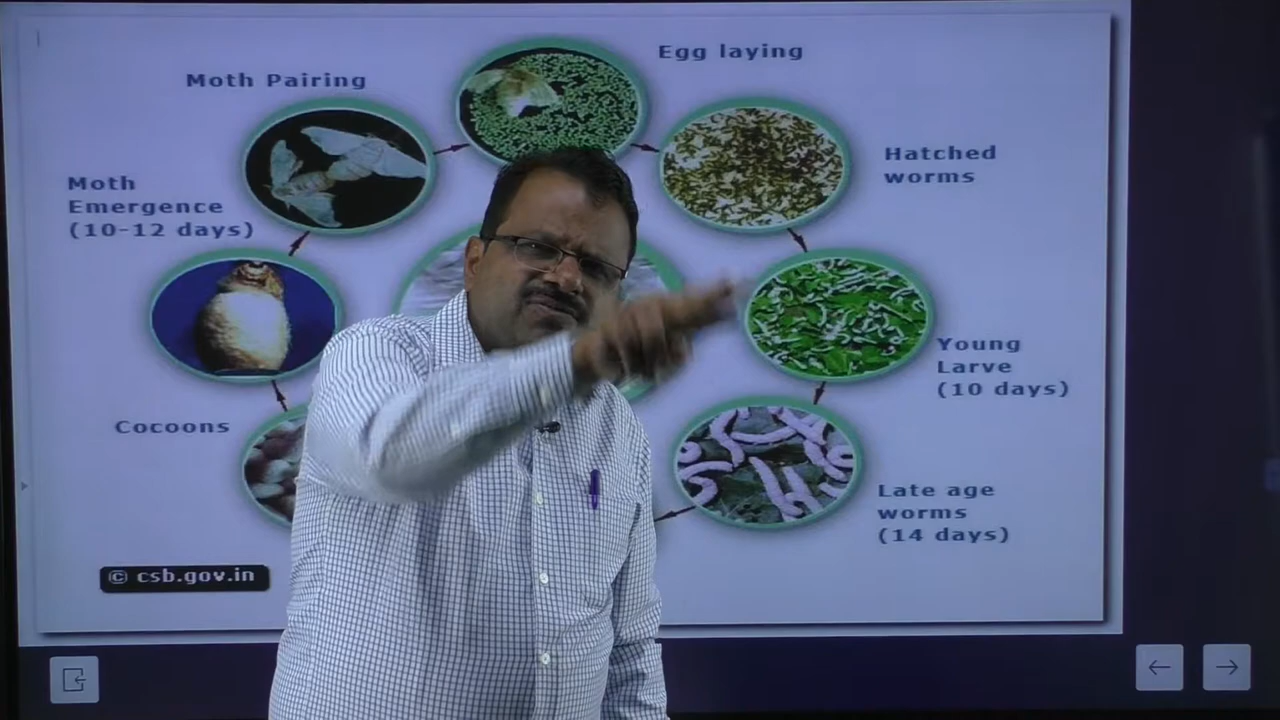 Egg laying
Moth Pairing
Hatched
worms
Moth
Emergence
(10-12 days)
Young
Larve
(10 days)
Cocoons
Late age
worms
(14 days)
© csb.gov.in